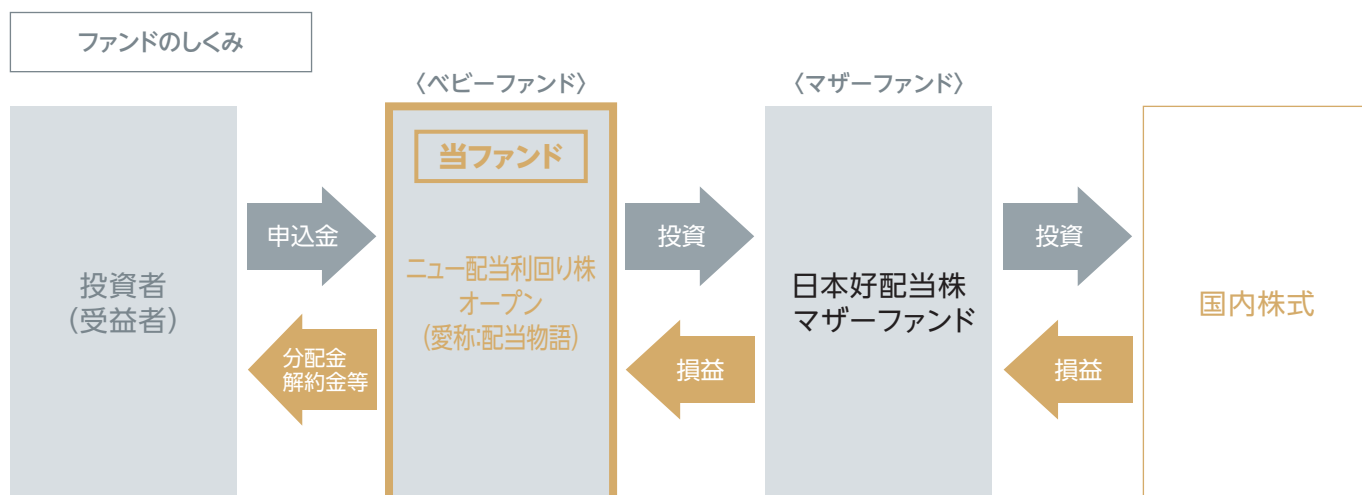 ファンドのしくみ
〈ベビーファンド〉
〈マザーファンド〉
投資者
(受益者)
申込金
分配金
解約金等
当ファンド
ニュー配当利回り株
オープン
(愛称:配当物語)
投資
損益
日本好配当株
マザーファンド
投資
損益
国内株式